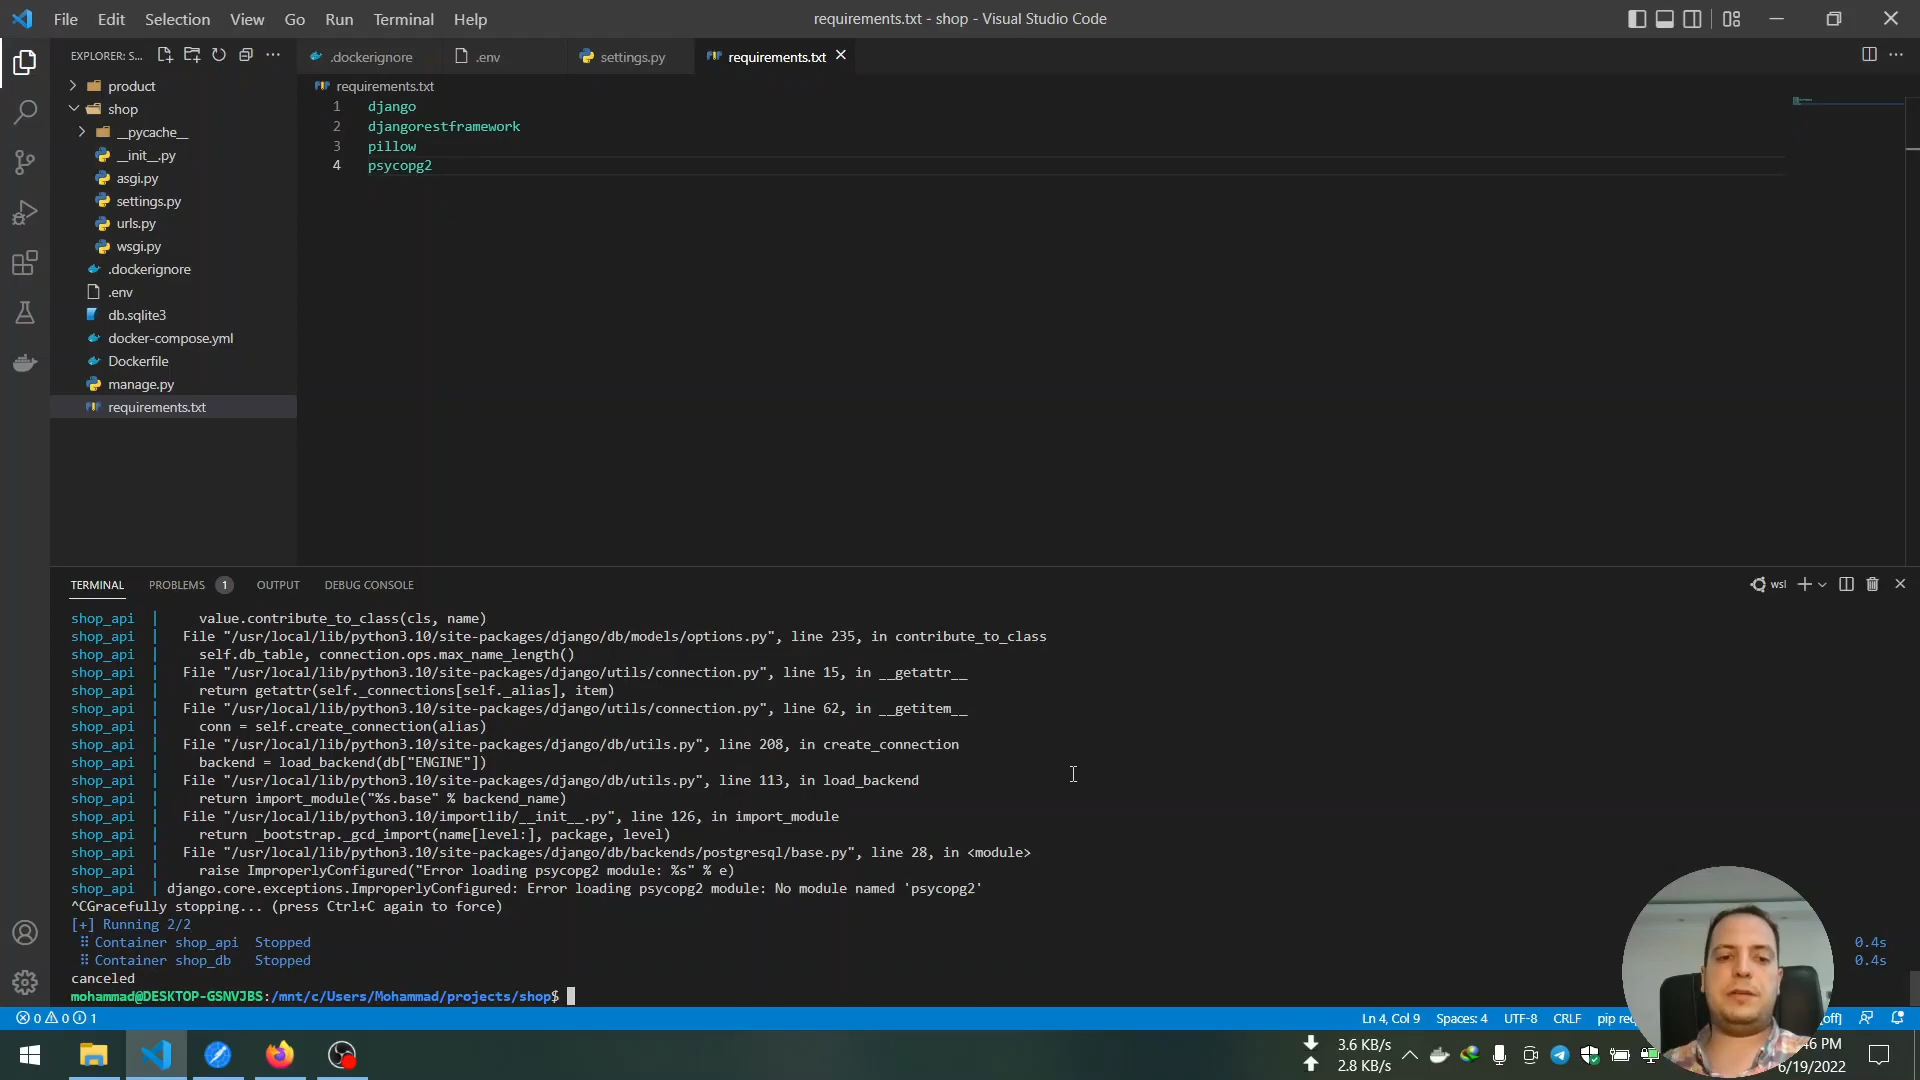 File Edit Selection View Go Run Terminal Help
requirements.txt - shop - Visual Studio Code
EXPLORER: S...
.dockerignore
.env
settings.py
requirements.txt
product
shop
__pycache__
__init__.py
asgi.py
settings.py
urls.py
wsgi.py
.dockerignore
.env
db.sqlite3
docker-compose.yml
Dockerfile
manage.py
requirements.txt
requirements.txt
1 django
2 djangorestframework
3 pillow
4 psycopg2
TERMINAL PROBLEMS 1 OUTPUT DEBUG CONSOLE
wsl
shop_api | value.contribute_to_class(cls, name)
shop_api | File "/usr/local/lib/python3.10/site-packages/django/db/models/options.py", line 235, in contribute_to_class
shop_api | self.db_table, connection.ops.max_name_length()
shop_api | File "/usr/local/lib/python3.10/site-packages/django/utils/connection.py", line 15, in __getattr__
shop_api | return getattr(self._connections[self._alias], item)
shop_api | File "/usr/local/lib/python3.10/site-packages/django/utils/connection.py", line 62, in __getitem__
shop_api | conn = self.create_connection(alias)
shop_api | File "/usr/local/lib/python3.10/site-packages/django/db/utils.py", line 208, in create_connection
shop_api | backend = load_backend(db["ENGINE"])
shop_api | File "/usr/local/lib/python3.10/site-packages/django/db/utils.py", line 113, in load_backend
shop_api | return import_module("%s.base" % backend_name)
shop_api | File "/usr/local/lib/python3.10/importlib/__init__.py", line 126, in import_module
shop_api | return _bootstrap._gcd_import(name[level:], package, level)
shop_api | File "/usr/local/lib/python3.10/site-packages/django/db/backends/postgresql/base.py", line 28, in <module>
shop_api | raise ImproperlyConfigured("Error loading psycopg2 module: %s" % e)
shop_api | django.core.exceptions.ImproperlyConfigured: Error loading psycopg2 module: No module named 'psycopg2'
^CGracefully stopping... (press Ctrl+C again to force)
[+] Running 2/2
Container shop_api Stopped 0.4s
Container shop_db Stopped 0.4s
canceled
mohammad@DESKTOP-GSNVJBS:/mnt/c/Users/Mohammad/projects/shop$
0 0 1
Ln 4, Col 9 Spaces: 4 UTF-8 CRLF pip req off]
3.6 KB/s
2.8 KB/s
46 PM
6/19/2022